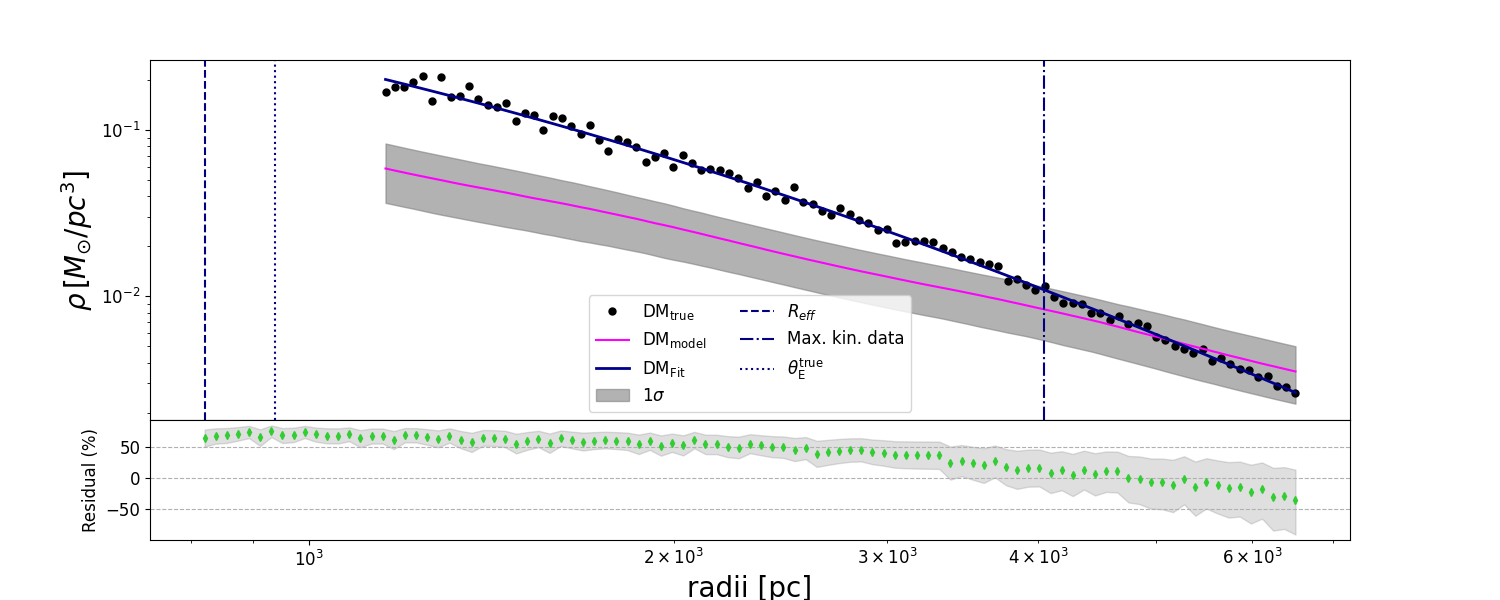 ρ [M⊙/pc³]
10⁻¹
10⁻²
DM_true
DM_model
DM_Fit
1σ
R_eff
Max. kin. data
θ_E^true
Residual (%)
50
0
−50
10³
2 × 10³
3 × 10³
4 × 10³
6 × 10³
radii [pc]